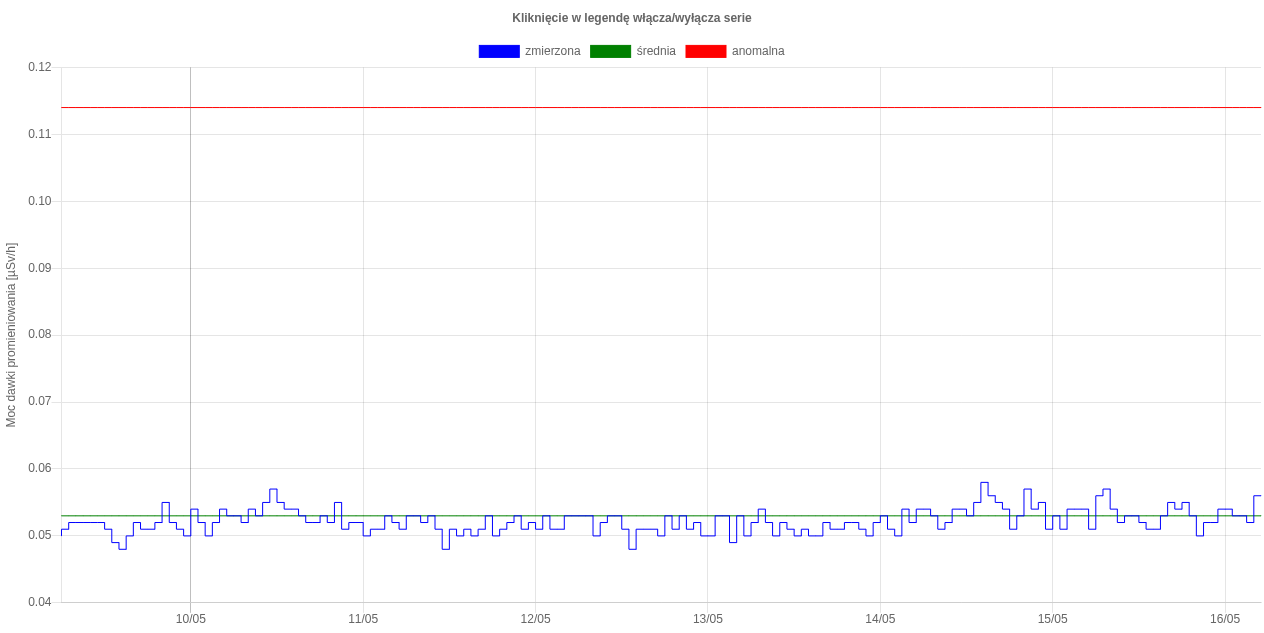 Kliknięcie w legendę włącza/wyłącza serie
zmierzona średnia anomalna
Moc dawki promieniowania [µSv/h]
0.12
0.11
0.10
0.09
0.08
0.07
0.06
0.05
0.04
10/05 11/05 12/05 13/05 14/05 15/05 16/05